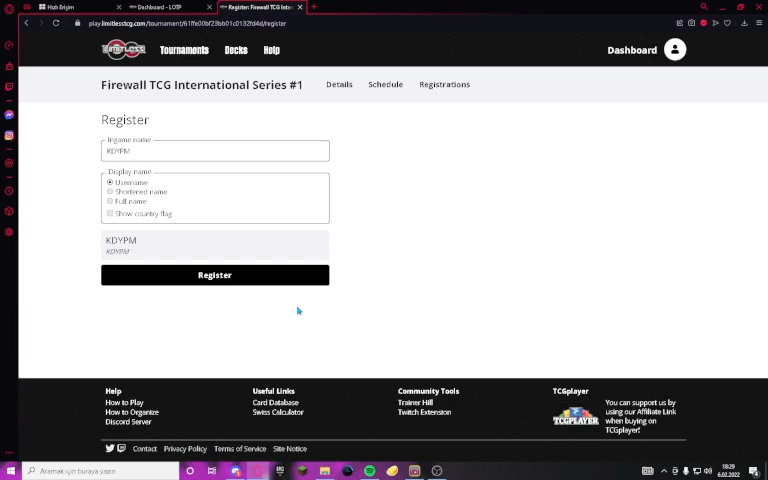 Hızlı Erişim
Dashboard - LOTP
Register: Firewall TCG Inter
play.limitlesstcg.com/tournament/61ffe00bf23bb01c0132fd4d/register
LIMITLESS
Tournaments
Decks
Help
Dashboard
Firewall TCG International Series #1
Details
Schedule
Registrations
Register
Ingame name
KDYPM
Display name
Username
Shortened name
Full name
Show country flag
KDYPM
KDYPM
Register
Help
How to Play
How to Organize
Discord Server
Useful Links
Card Database
Swiss Calculator
Community Tools
Trainer Hill
Twitch Extension
TCGplayer
TCGPLAYER
You can support us by
using our Affiliate Link
when buying on
TCGplayer!
Contact
Privacy Policy
Terms of Service
Site Notice
Aramak için buraya yazın
EPIC
18:29
6.02.2022